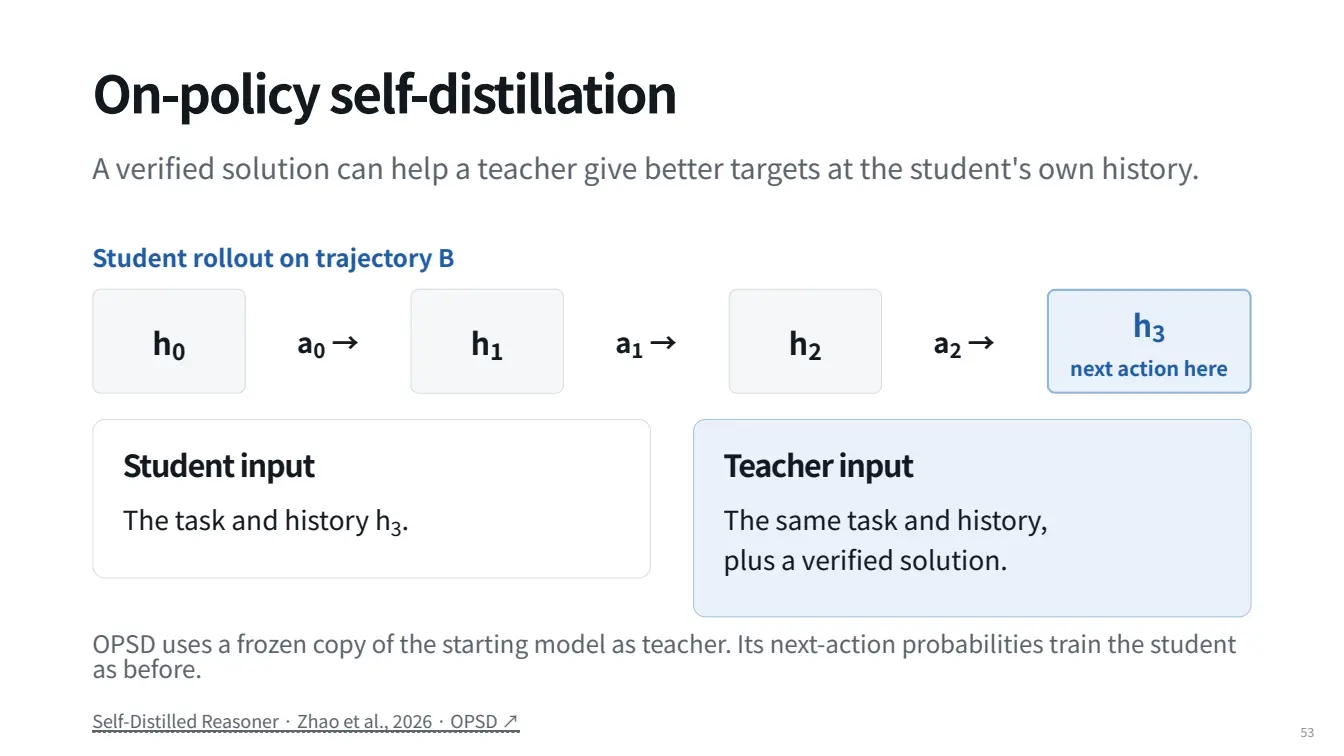 On-policy self-distillation
A verified solution can help a teacher give better targets at the student's own history.
Student rollout on trajectory B
h0 a0 → h1 a1 → h2 a2 → h3
next action here
Student input
The task and history h3.
Teacher input
The same task and history,
plus a verified solution.
OPSD uses a frozen copy of the starting model as teacher. Its next-action probabilities train the student
as before.
Self-Distilled Reasoner · Zhao et al., 2026 · OPSD ↗
53